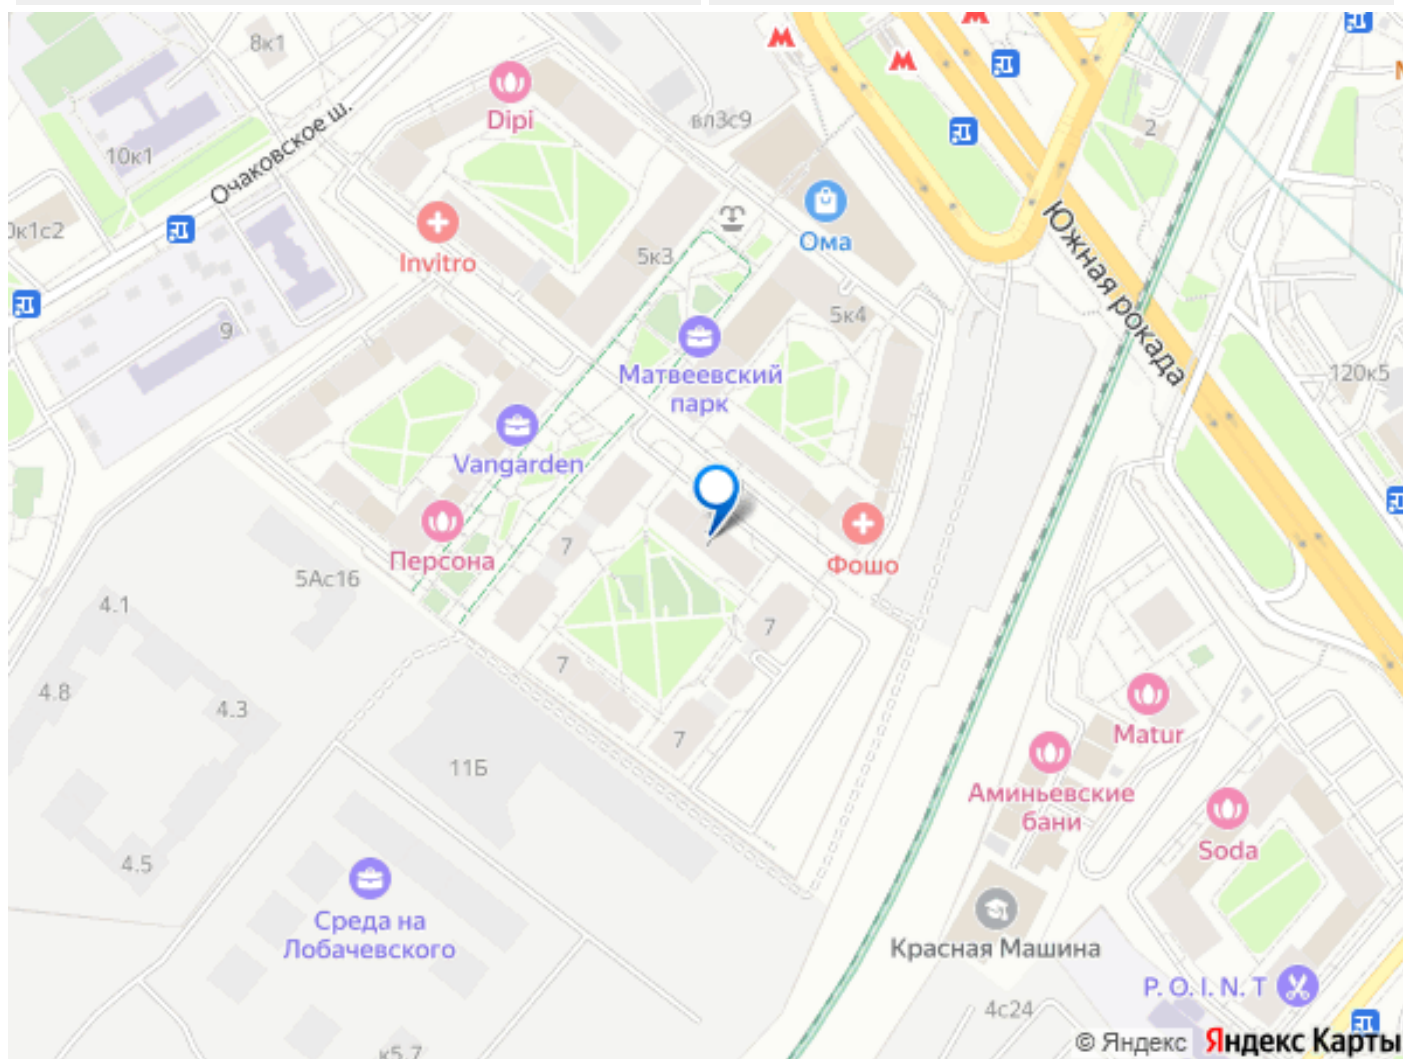 8к1
Dipi
вл3с9
2
10к1
Очаковское ш.
0к1с2
Ома
Invitro
5к3
Южная рокада
9
5к4
Матвеевский
парк
120к5
Vangarden
Персона
7
Фошо
5Ас16
4.1
7
7
4.8
4.3
7
Matur
11Б
Аминьевские
бани
Soda
4.5
Среда на
Лобачевского
Красная Машина
P. O. I. N. T
4с24
к5.7
© Яндекс Яндекс Карты